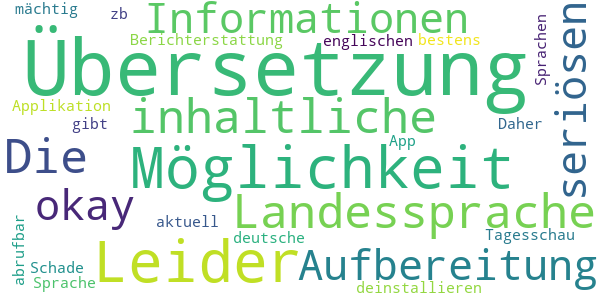 mächtig zb Informationen
Berichterstattung englischen bestens
Übersetzung Sprachen seriösen
Applikation inhaltliche
gibt Daher
Die Möglichkeit App
okay Landessprache
aktuell
abrufbar Leider deutsche Tagesschau
Schade Aufbereitung
Sprache deinstallieren